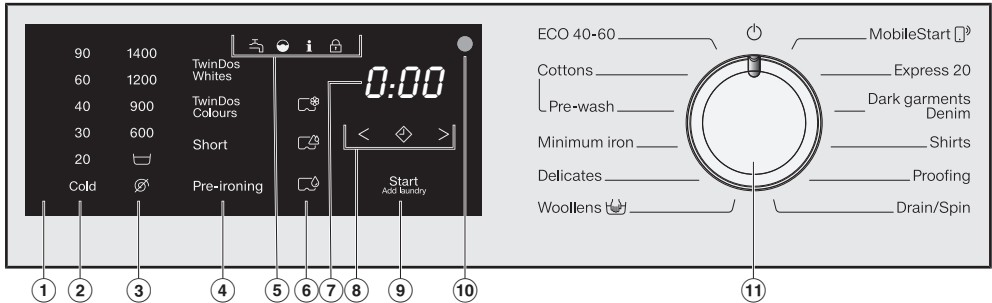 90
60
40
30
20
Cold
1400
1200
900
600
TwinDos
Whites
TwinDos
Colours
Short
Pre-ironing
i
0:00
<
>
Start
Add laundry
ECO 40-60
Cottons
Pre-wash
Minimum iron
Delicates
Woollens
MobileStart
Express 20
Dark garments
Denim
Shirts
Proofing
Drain/Spin
1
2
3
4
5
6
7
8
9
10
11